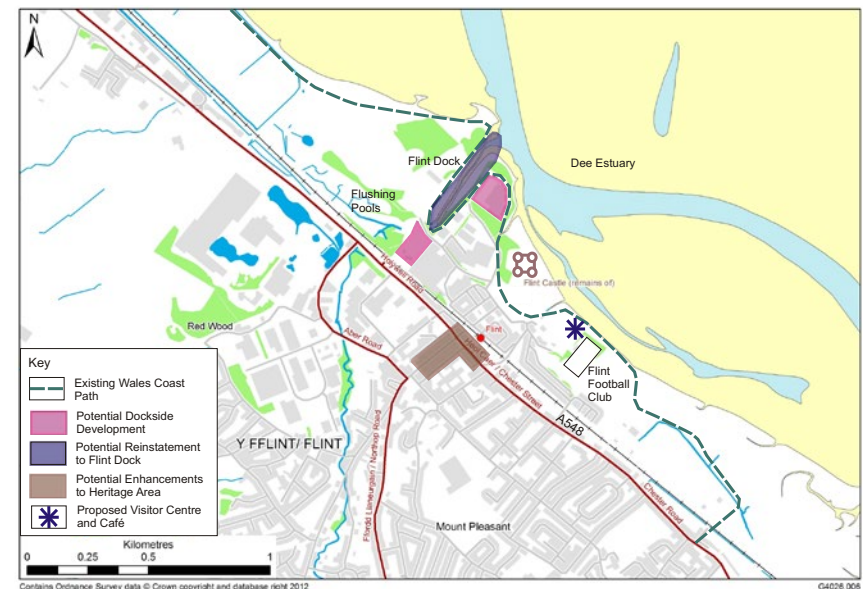 N
Flint Dock
Dee Estuary
Flushing
Pools
Holywell Road
Flint Castle (remains of)
Red Wood
Aber Road
Flint
Flint
Football
Club
A548
Y FFLINT/ FLINT
Chester Road
Mount Pleasant
Key
Existing Wales Coast
Path
Potential Dockside
Development
Potential Reinstatement
to Flint Dock
Potential Enhancements
to Heritage Area
Proposed Visitor Centre
and Café
Kilometres
0 0.25 0.5 1
Contains Ordnance Survey data © Crown copyright and database right 2012
G4026.006